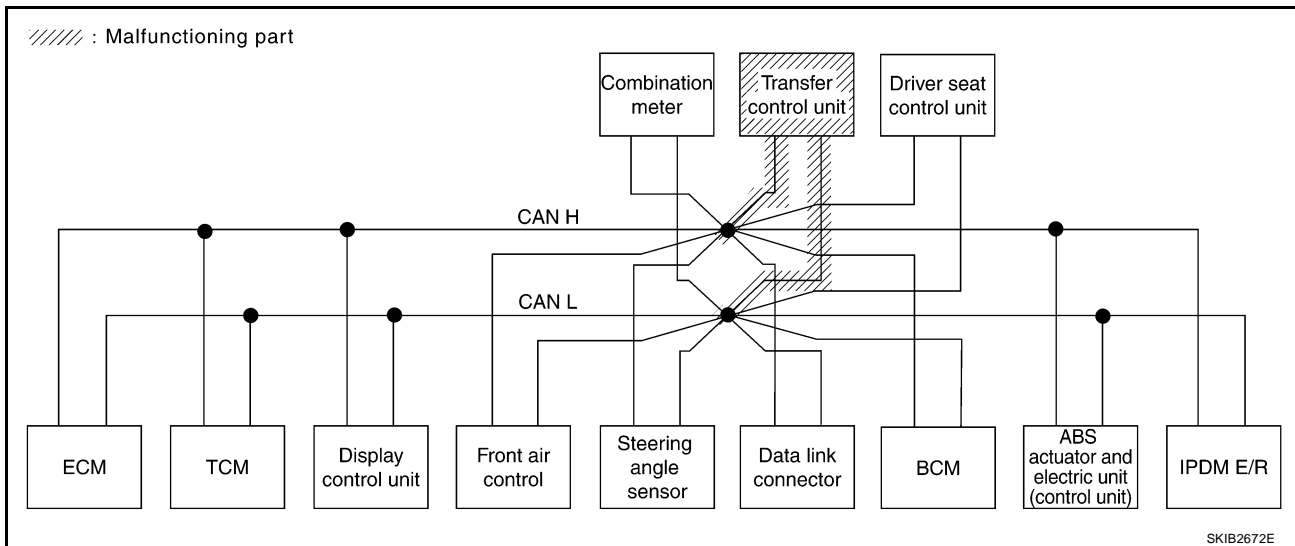 : Malfunctioning part
Combination
meter
Transfer
control unit
Driver seat
control unit
CAN H
CAN L
ECM
TCM
Display
control unit
Front air
control
Steering
angle
sensor
Data link
connector
BCM
ABS
actuator and
electric unit
(control unit)
IPDM E/R
SKIB2672E